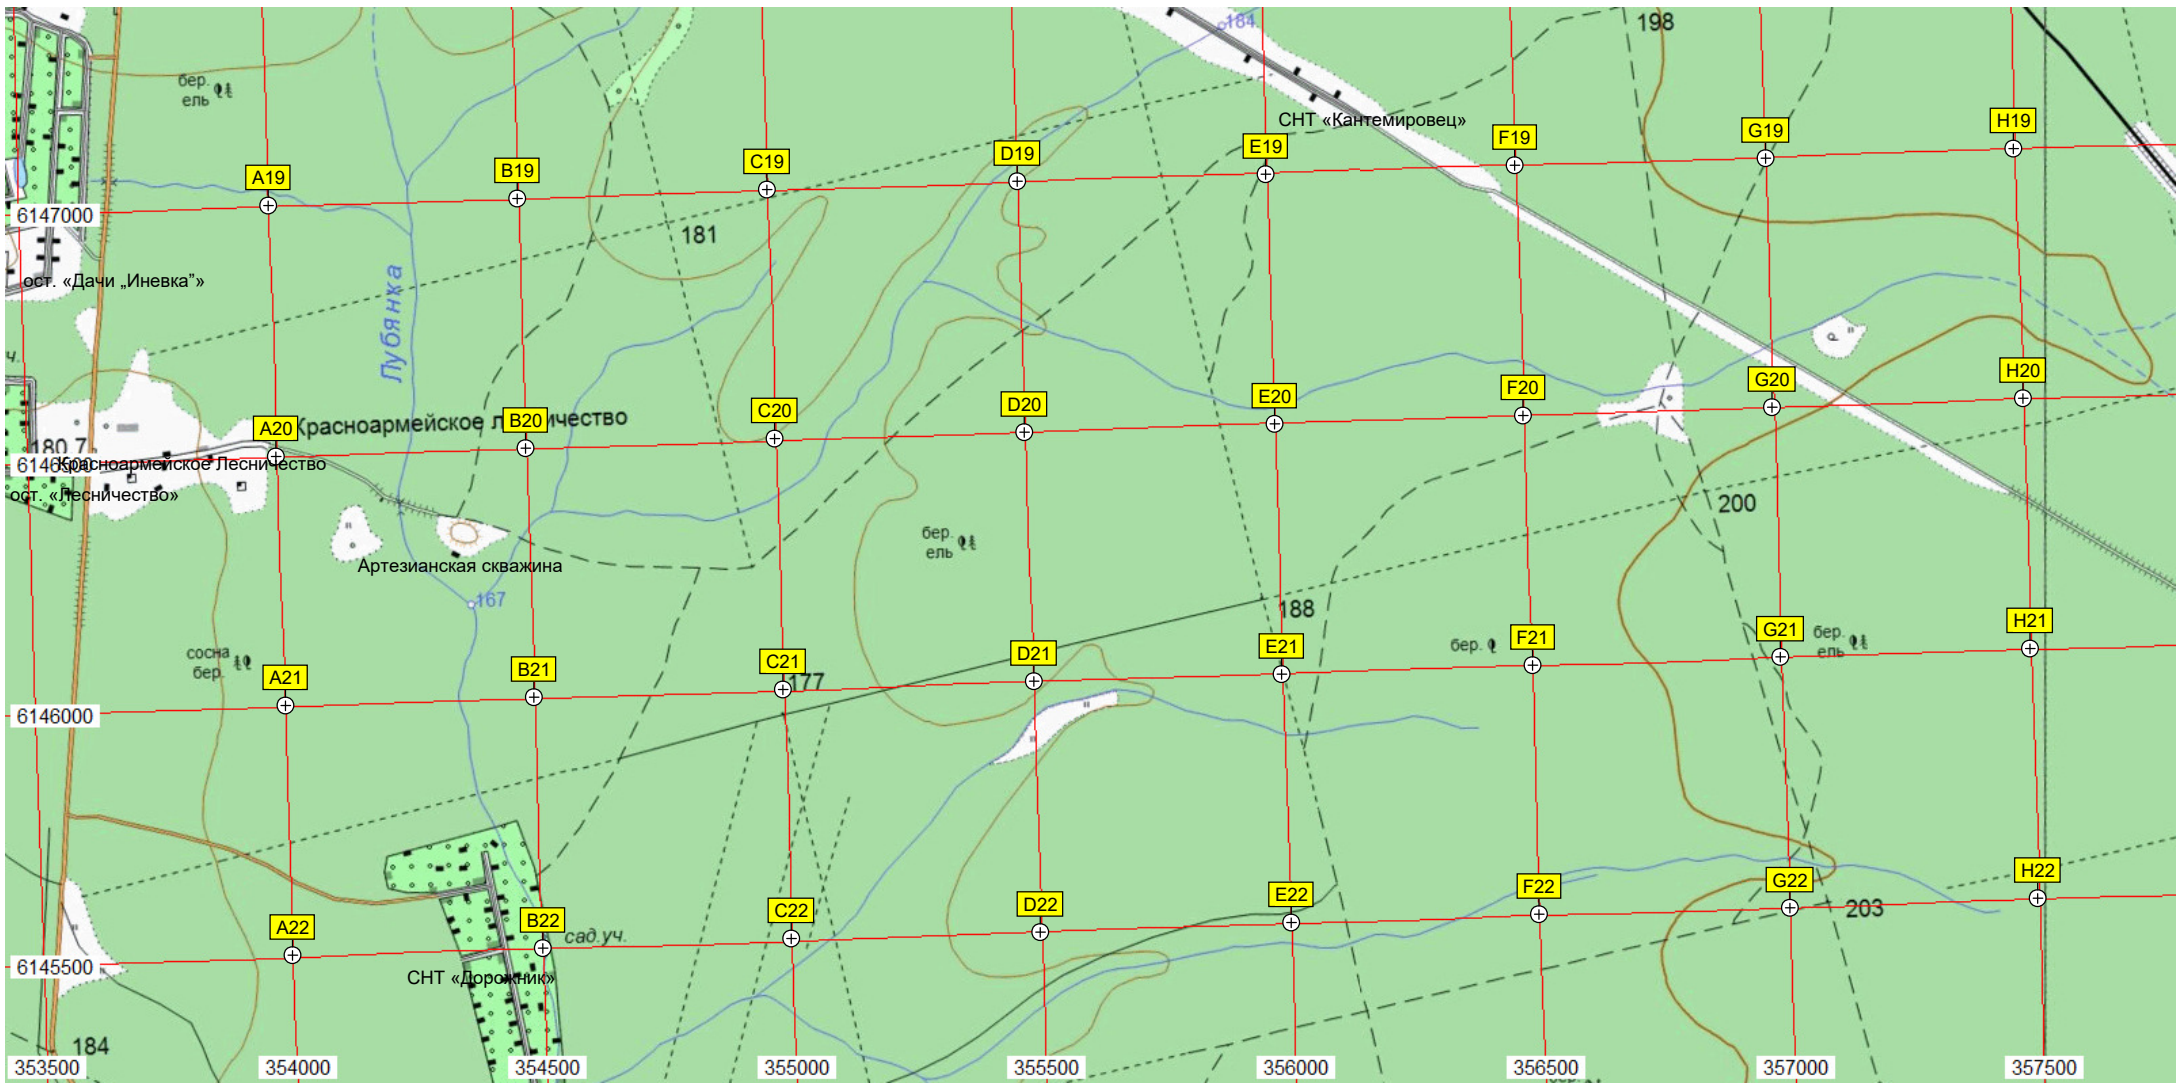 184
198
бер.
ель
СНТ «Кантемировец»
A19
B19
C19
D19
E19
F19
G19
H19
6147000
181
ост. «Дачи „Иневка"»
Лубянка
Красноармейское лесничество
A20
B20
C20
D20
E20
F20
G20
H20
180.7
6146500
Красноармейское Лесничество
ост. «Лесничество»
200
бер.
ель
Артезианская скважина
167
188
сосна
бер.
бер.
бер.
ель
A21
B21
C21
D21
E21
F21
G21
H21
177
6146000
A22
B22
C22
D22
E22
F22
G22
H22
203
сад.уч.
6145500
СНТ «Дорожник»
184
353500
354000
354500
355000
355500
356000
356500
357000
357500